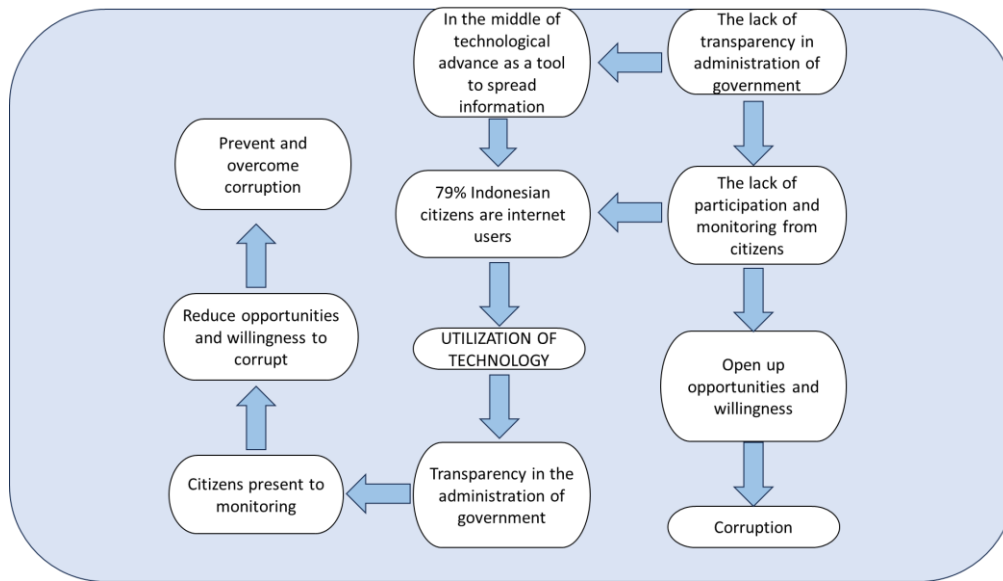 In the middle of
technological
advance as a tool
to spread
information
The lack of
transparency in
administration of
government
Prevent and
overcome
corruption
79% Indonesian
citizens are internet
users
The lack of
participation and
monitoring from
citizens
Reduce opportunities
and willingness to
corrupt
UTILIZATION OF
TECHNOLOGY
Open up
opportunities and
willingness
Citizens present to
monitoring
Transparency in the
administration of
government
Corruption